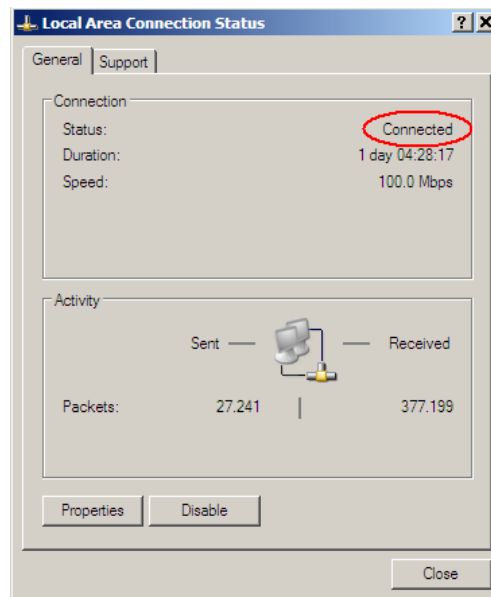 Local Area Connection Status ? X
General Support
Connection
Status: Connected
Duration: 1 day 04:28:17
Speed: 100.0 Mbps
Activity
Sent — — Received
Packets: 27.241 | 377.199
Properties Disable
Close